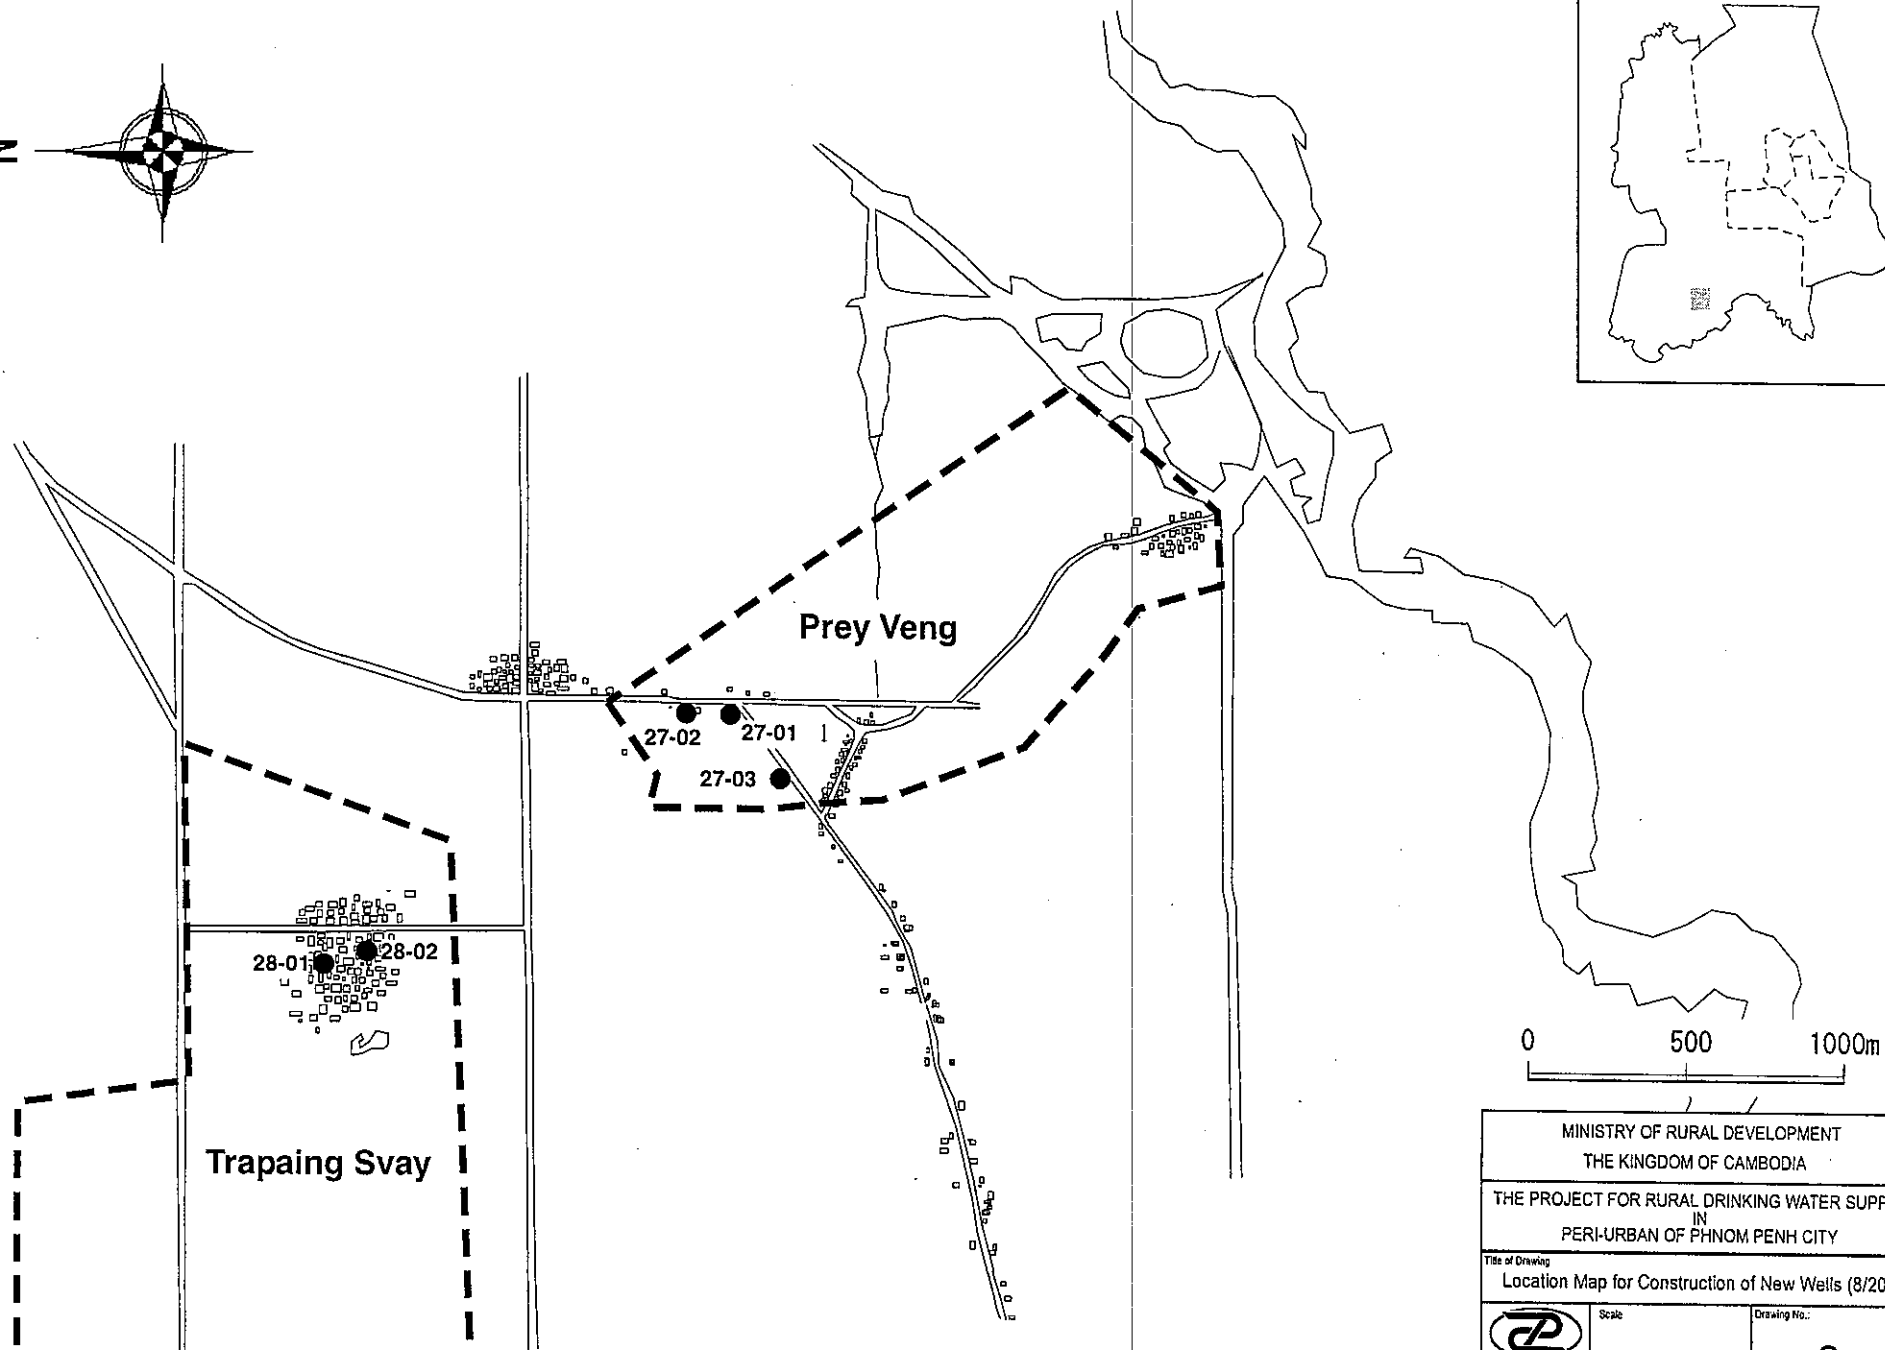 N
Prey Veng
27-02
27-01
1
27-03
28-01
28-02
Trapaing Svay
0 500 1000m
MINISTRY OF RURAL DEVELOPMENT
THE KINGDOM OF CAMBODIA
THE PROJECT FOR RURAL DRINKING WATER SUPP
IN
PERI-URBAN OF PHNOM PENH CITY
Title of Drawing
Location Map for Construction of New Wells (8/20
Scale
Drawing No.: